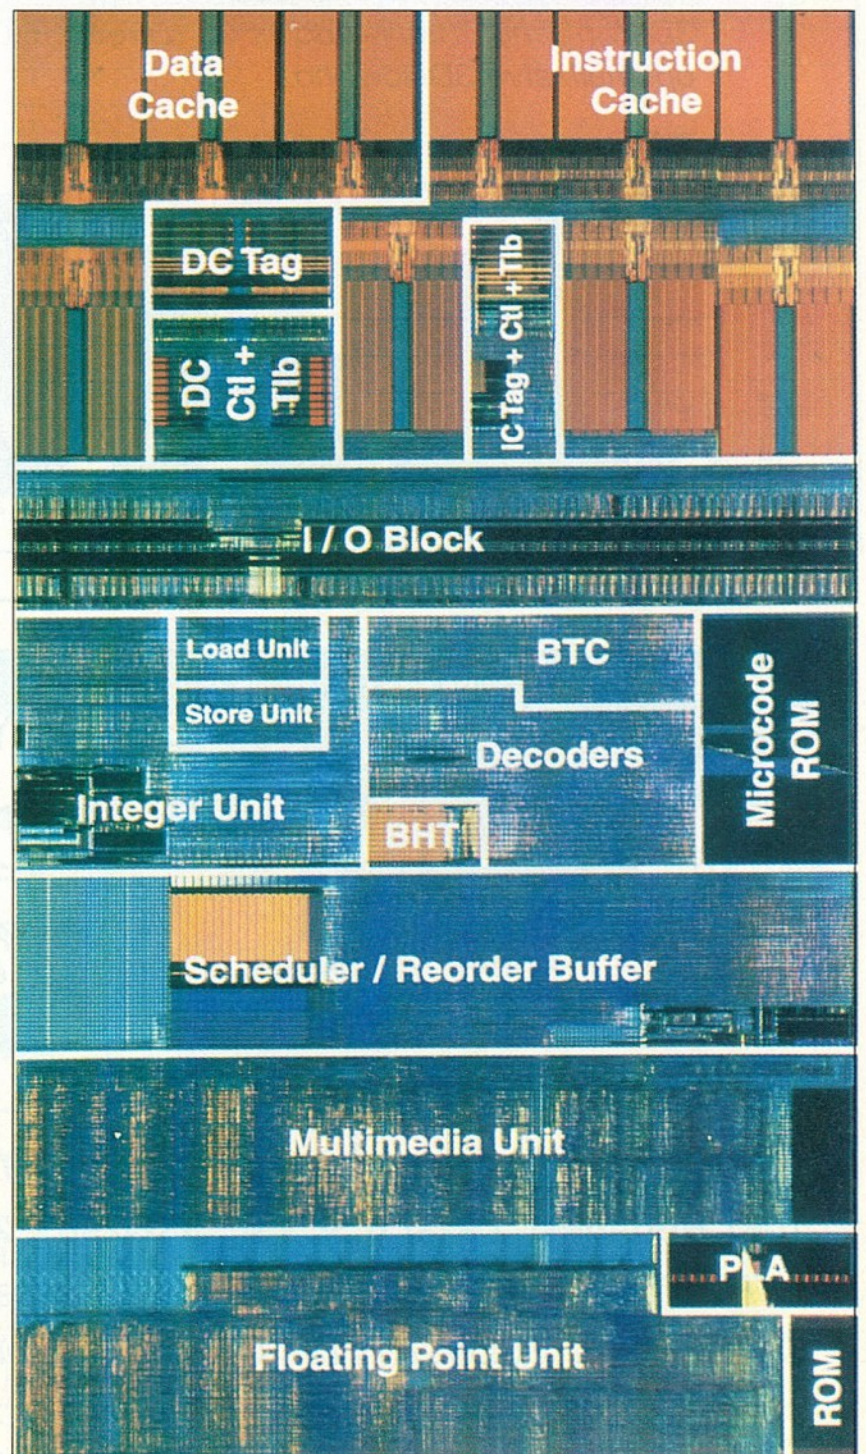 Data
Cache
Instruction
Cache
DC Tag
DC
Ctl +
Tlb
IC Tag + Ctl + Tlb
I / O Block
Load Unit
Store Unit
Integer Unit
BTC
Decoders
BHT
Microcode
ROM
Scheduler / Reorder Buffer
Multimedia Unit
PLA
Floating Point Unit
ROM